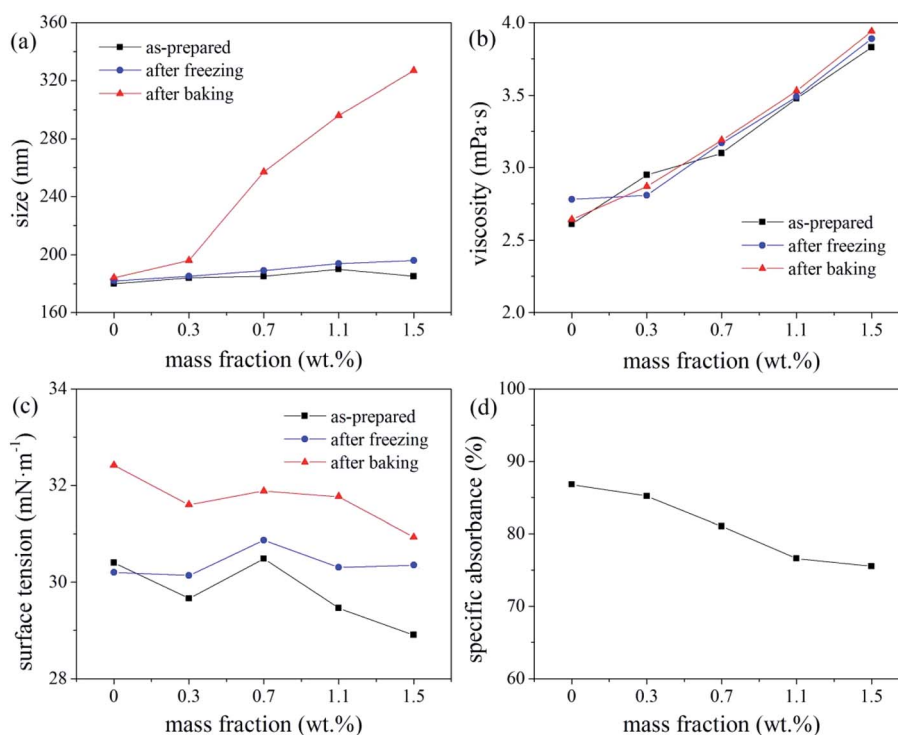 (a)
as-prepared
after freezing
after baking
size (nm)
360
320
280
240
200
160
0 0.3 0.7 1.1 1.5
mass fraction (wt.%)
(b)
as-prepared
after freezing
after baking
viscosity (mPa·s)
4.0
3.5
3.0
2.5
2.0
0 0.3 0.7 1.1 1.5
mass fraction (wt.%)
(c)
as-prepared
after freezing
after baking
surface tension (mN·m⁻¹)
34
32
30
28
0 0.3 0.7 1.1 1.5
mass fraction (wt.%)
(d)
as-prepared
specific absorbance (%)
100
90
80
70
60
0 0.3 0.7 1.1 1.5
mass fraction (wt.%)